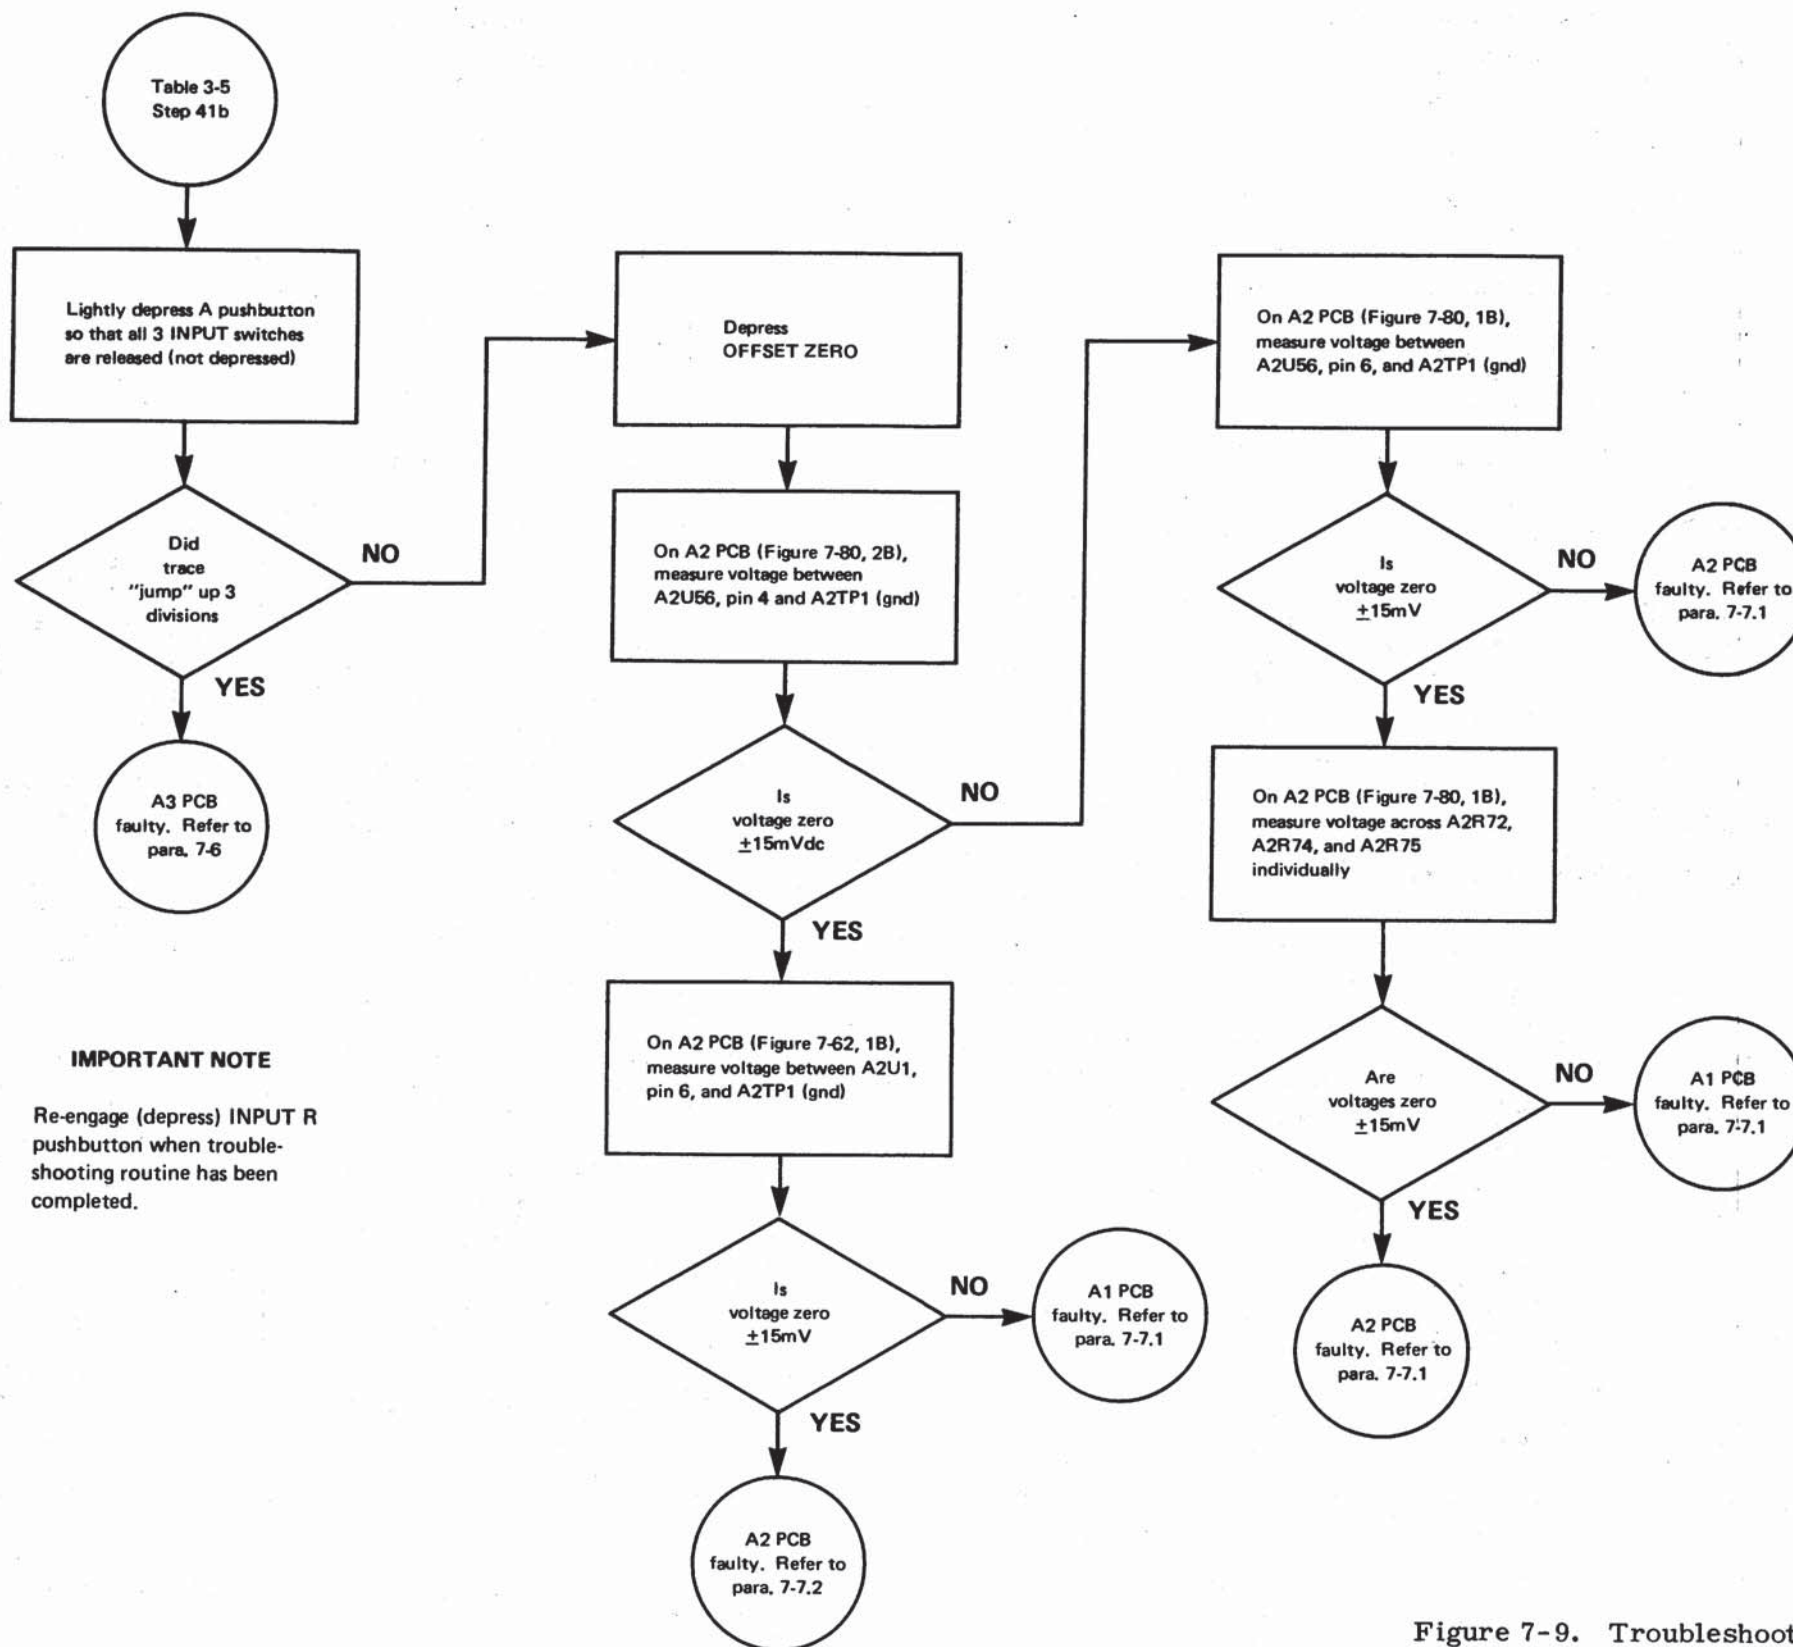 Table 3-5
Step 41b
Lightly depress A pushbutton
so that all 3 INPUT switches
are released (not depressed)
Did
trace
"jump" up 3
divisions
NO
YES
A3 PCB
faulty. Refer to
para. 7-6
IMPORTANT NOTE
Re-engage (depress) INPUT R
pushbutton when trouble-
shooting routine has been
completed.
Depress
OFFSET ZERO
On A2 PCB (Figure 7-80, 2B),
measure voltage between
A2U56, pin 4 and A2TP1 (gnd)
Is
voltage zero
±15mVdc
NO
YES
On A2 PCB (Figure 7-62, 1B),
measure voltage between A2U1,
pin 6, and A2TP1 (gnd)
Is
voltage zero
±15mV
NO
A1 PCB
faulty. Refer to
para. 7-7.1
YES
A2 PCB
faulty. Refer to
para. 7-7.2
On A2 PCB (Figure 7-80, 1B),
measure voltage between
A2U56, pin 6, and A2TP1 (gnd)
Is
voltage zero
±15mV
NO
A2 PCB
faulty. Refer to
para. 7-7.1
YES
On A2 PCB (Figure 7-80, 1B),
measure voltage across A2R72,
A2R74, and A2R75
individually
Are
voltages zero
±15mV
NO
A1 PCB
faulty. Refer to
para. 7-7.1
YES
A2 PCB
faulty. Refer to
para. 7-7.1
Figure 7-9. Troubleshoot